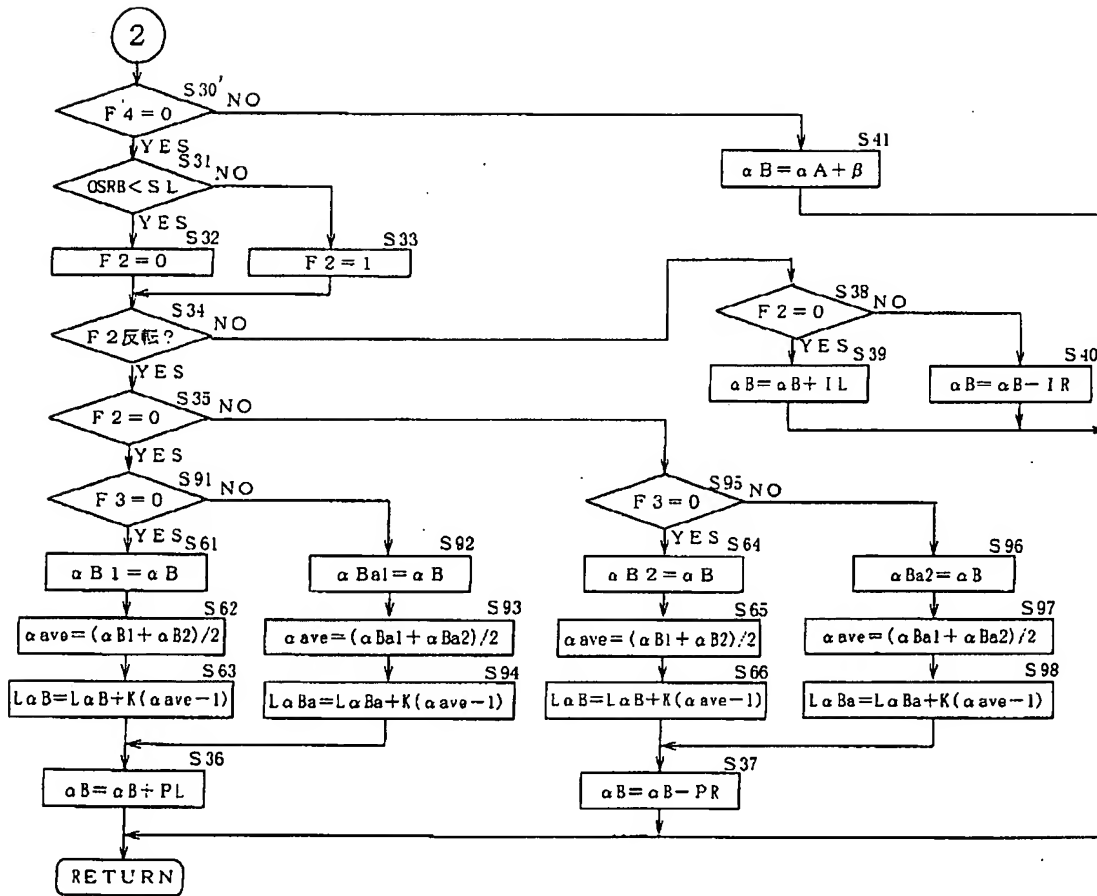 2
S30'
F'4=0
NO
YES
S41
αB=αA+β
S31
OSRB<SL
NO
YES
S32
F2=0
S33
F2=1
S34
F2反転?
NO
YES
S38
F2=0
NO
YES
S39
αB=αB+IL
S40
αB=αB-IR
S35
F2=0
NO
YES
S91
F3=0
NO
YES
S95
F3=0
NO
YES
S61
αB1=αB
S92
αBa1=αB
S64
αB2=αB
S96
αBa2=αB
S62
αave=(αB1+αB2)/2
S93
αave=(αBa1+αBa2)/2
S65
αave=(αB1+αB2)/2
S97
αave=(αBa1+αBa2)/2
S63
LαB=LαB+K(αave-1)
S94
LαBa=LαBa+K(αave-1)
S66
LαB=LαB+K(αave-1)
S98
LαBa=LαBa+K(αave-1)
S36
αB=αB+PL
S37
αB=αB-PR
RETURN